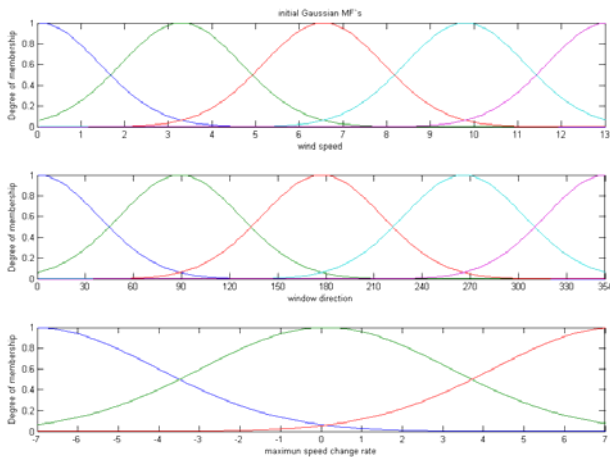 initial Gaussian MF's
Degree of membership
1
0.8
0.6
0.4
0.2
0
0 1 2 3 4 5 6 7 8 9 10 11 12 13
wind speed
Degree of membership
1
0.8
0.6
0.4
0.2
0
0 30 60 90 120 150 180 210 240 270 300 330 354
window direction
Degree of membership
1
0.8
0.6
0.4
0.2
0
-7 -6 -5 -4 -3 -2 -1 0 1 2 3 4 5 6 7
maximun speed change rate